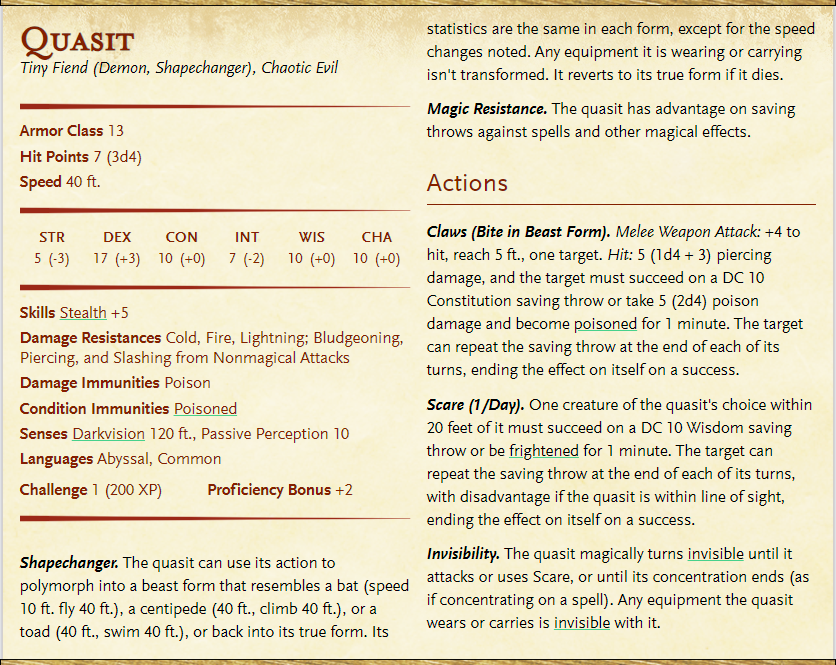 Quasit
Tiny Fiend (Demon, Shapechanger), Chaotic Evil
Armor Class 13
Hit Points 7 (3d4)
Speed 40 ft.
STR DEX CON INT WIS CHA
5 (-3) 17 (+3) 10 (+0) 7 (-2) 10 (+0) 10 (+0)
Skills Stealth +5
Damage Resistances Cold, Fire, Lightning; Bludgeoning,
Piercing, and Slashing from Nonmagical Attacks
Damage Immunities Poison
Condition Immunities Poisoned
Senses Darkvision 120 ft., Passive Perception 10
Languages Abyssal, Common
Challenge 1 (200 XP) Proficiency Bonus +2
Shapechanger. The quasit can use its action to
polymorph into a beast form that resembles a bat (speed
10 ft. fly 40 ft.), a centipede (40 ft., climb 40 ft.), or a
toad (40 ft., swim 40 ft.), or back into its true form. Its
statistics are the same in each form, except for the speed
changes noted. Any equipment it is wearing or carrying
isn't transformed. It reverts to its true form if it dies.
Magic Resistance. The quasit has advantage on saving
throws against spells and other magical effects.
Actions
Claws (Bite in Beast Form). Melee Weapon Attack: +4 to
hit, reach 5 ft., one target. Hit: 5 (1d4 + 3) piercing
damage, and the target must succeed on a DC 10
Constitution saving throw or take 5 (2d4) poison
damage and become poisoned for 1 minute. The target
can repeat the saving throw at the end of each of its
turns, ending the effect on itself on a success.
Scare (1/Day). One creature of the quasit's choice within
20 feet of it must succeed on a DC 10 Wisdom saving
throw or be frightened for 1 minute. The target can
repeat the saving throw at the end of each of its turns,
with disadvantage if the quasit is within line of sight,
ending the effect on itself on a success.
Invisibility. The quasit magically turns invisible until it
attacks or uses Scare, or until its concentration ends (as
if concentrating on a spell). Any equipment the quasit
wears or carries is invisible with it.